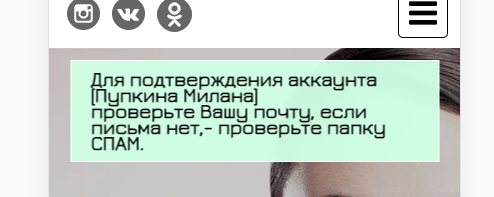 Для подтверждения аккаунта
[Пупкина Милана]
проверьте Вашу почту, если
письма нет,- проверьте папку
СПАМ.